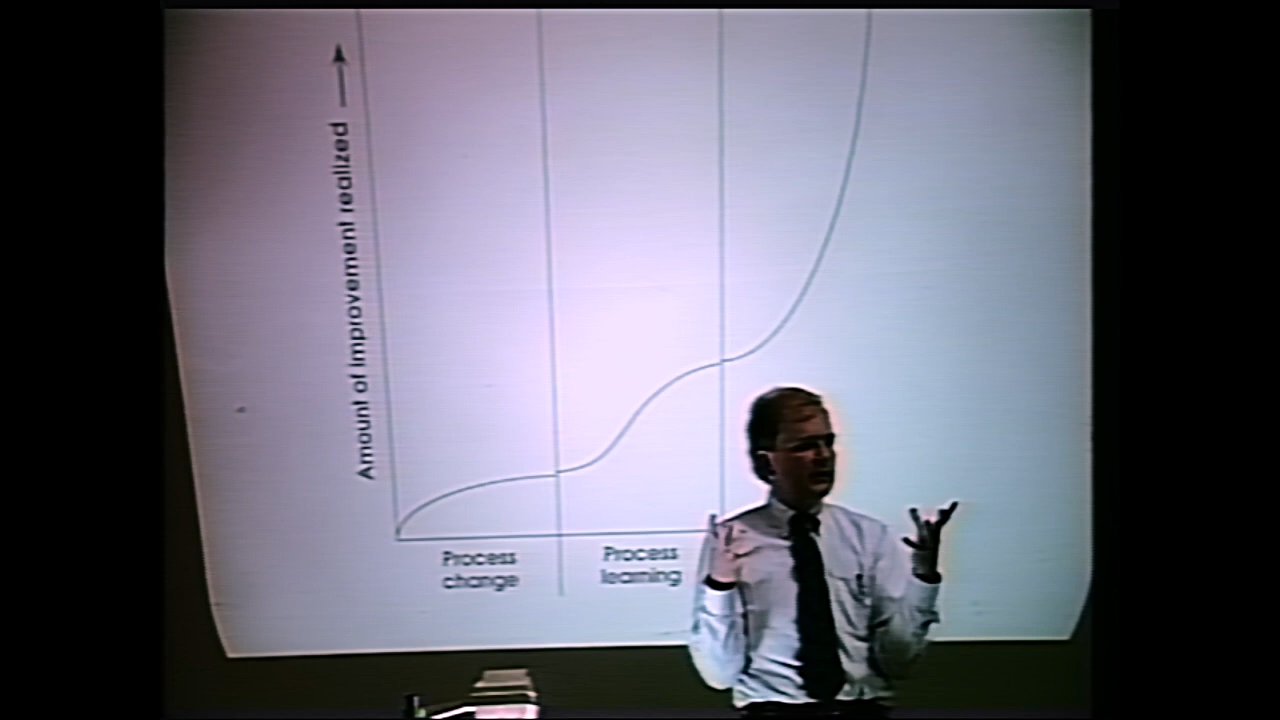 Amount of improvement realized
Process
change
Process
learning